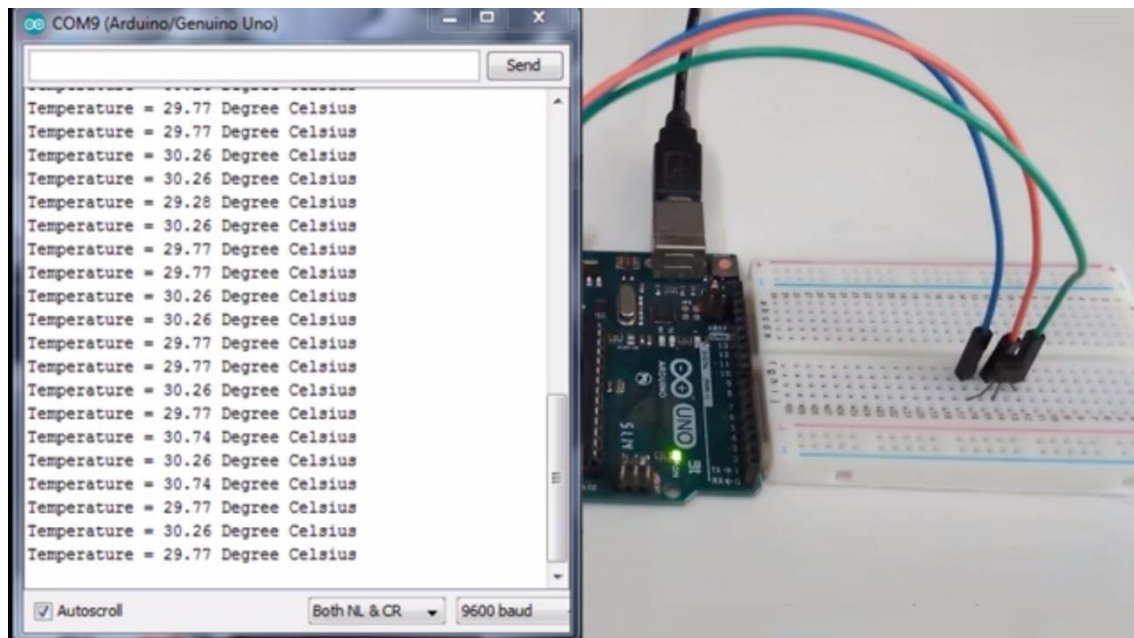 COM9 (Arduino/Genuino Uno)
Send
Temperature = 29.77 Degree Celsius
Temperature = 29.77 Degree Celsius
Temperature = 30.26 Degree Celsius
Temperature = 30.26 Degree Celsius
Temperature = 29.28 Degree Celsius
Temperature = 30.26 Degree Celsius
Temperature = 29.77 Degree Celsius
Temperature = 29.77 Degree Celsius
Temperature = 30.26 Degree Celsius
Temperature = 30.26 Degree Celsius
Temperature = 29.77 Degree Celsius
Temperature = 29.77 Degree Celsius
Temperature = 30.26 Degree Celsius
Temperature = 29.77 Degree Celsius
Temperature = 30.74 Degree Celsius
Temperature = 30.26 Degree Celsius
Temperature = 30.74 Degree Celsius
Temperature = 29.77 Degree Celsius
Temperature = 30.26 Degree Celsius
Temperature = 29.77 Degree Celsius
Autoscroll
Both NL & CR
9600 baud
ARDUINO
UNO
ON